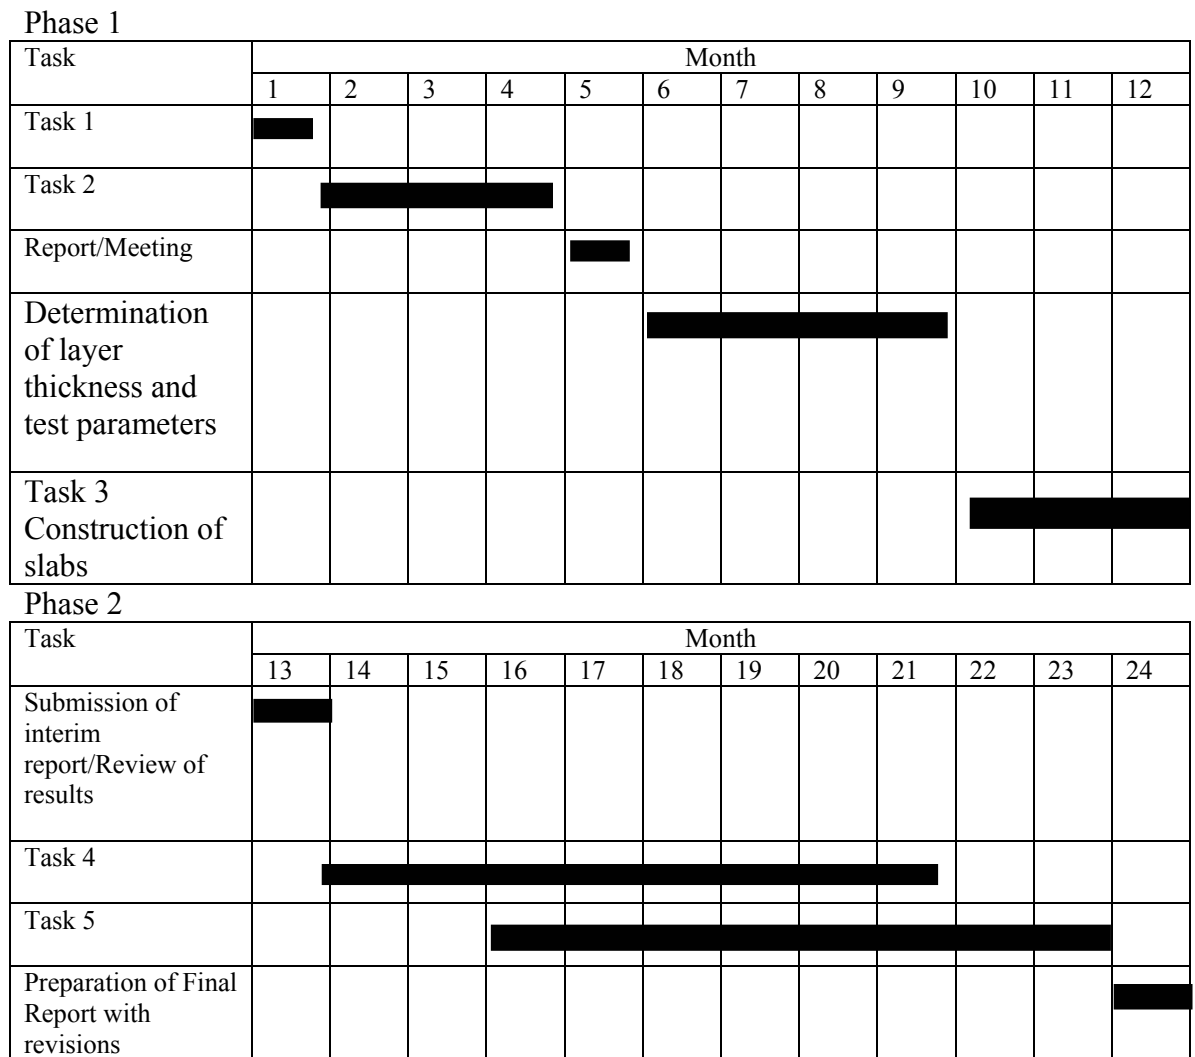 Phase 1
Task
Month
1 2 3 4 5 6 7 8 9 10 11 12
Task 1
Task 2
Report/Meeting
Determination
of layer
thickness and
test parameters
Task 3
Construction of
slabs
Phase 2
Task
Month
13 14 15 16 17 18 19 20 21 22 23 24
Submission of
interim
report/Review of
results
Task 4
Task 5
Preparation of Final
Report with
revisions